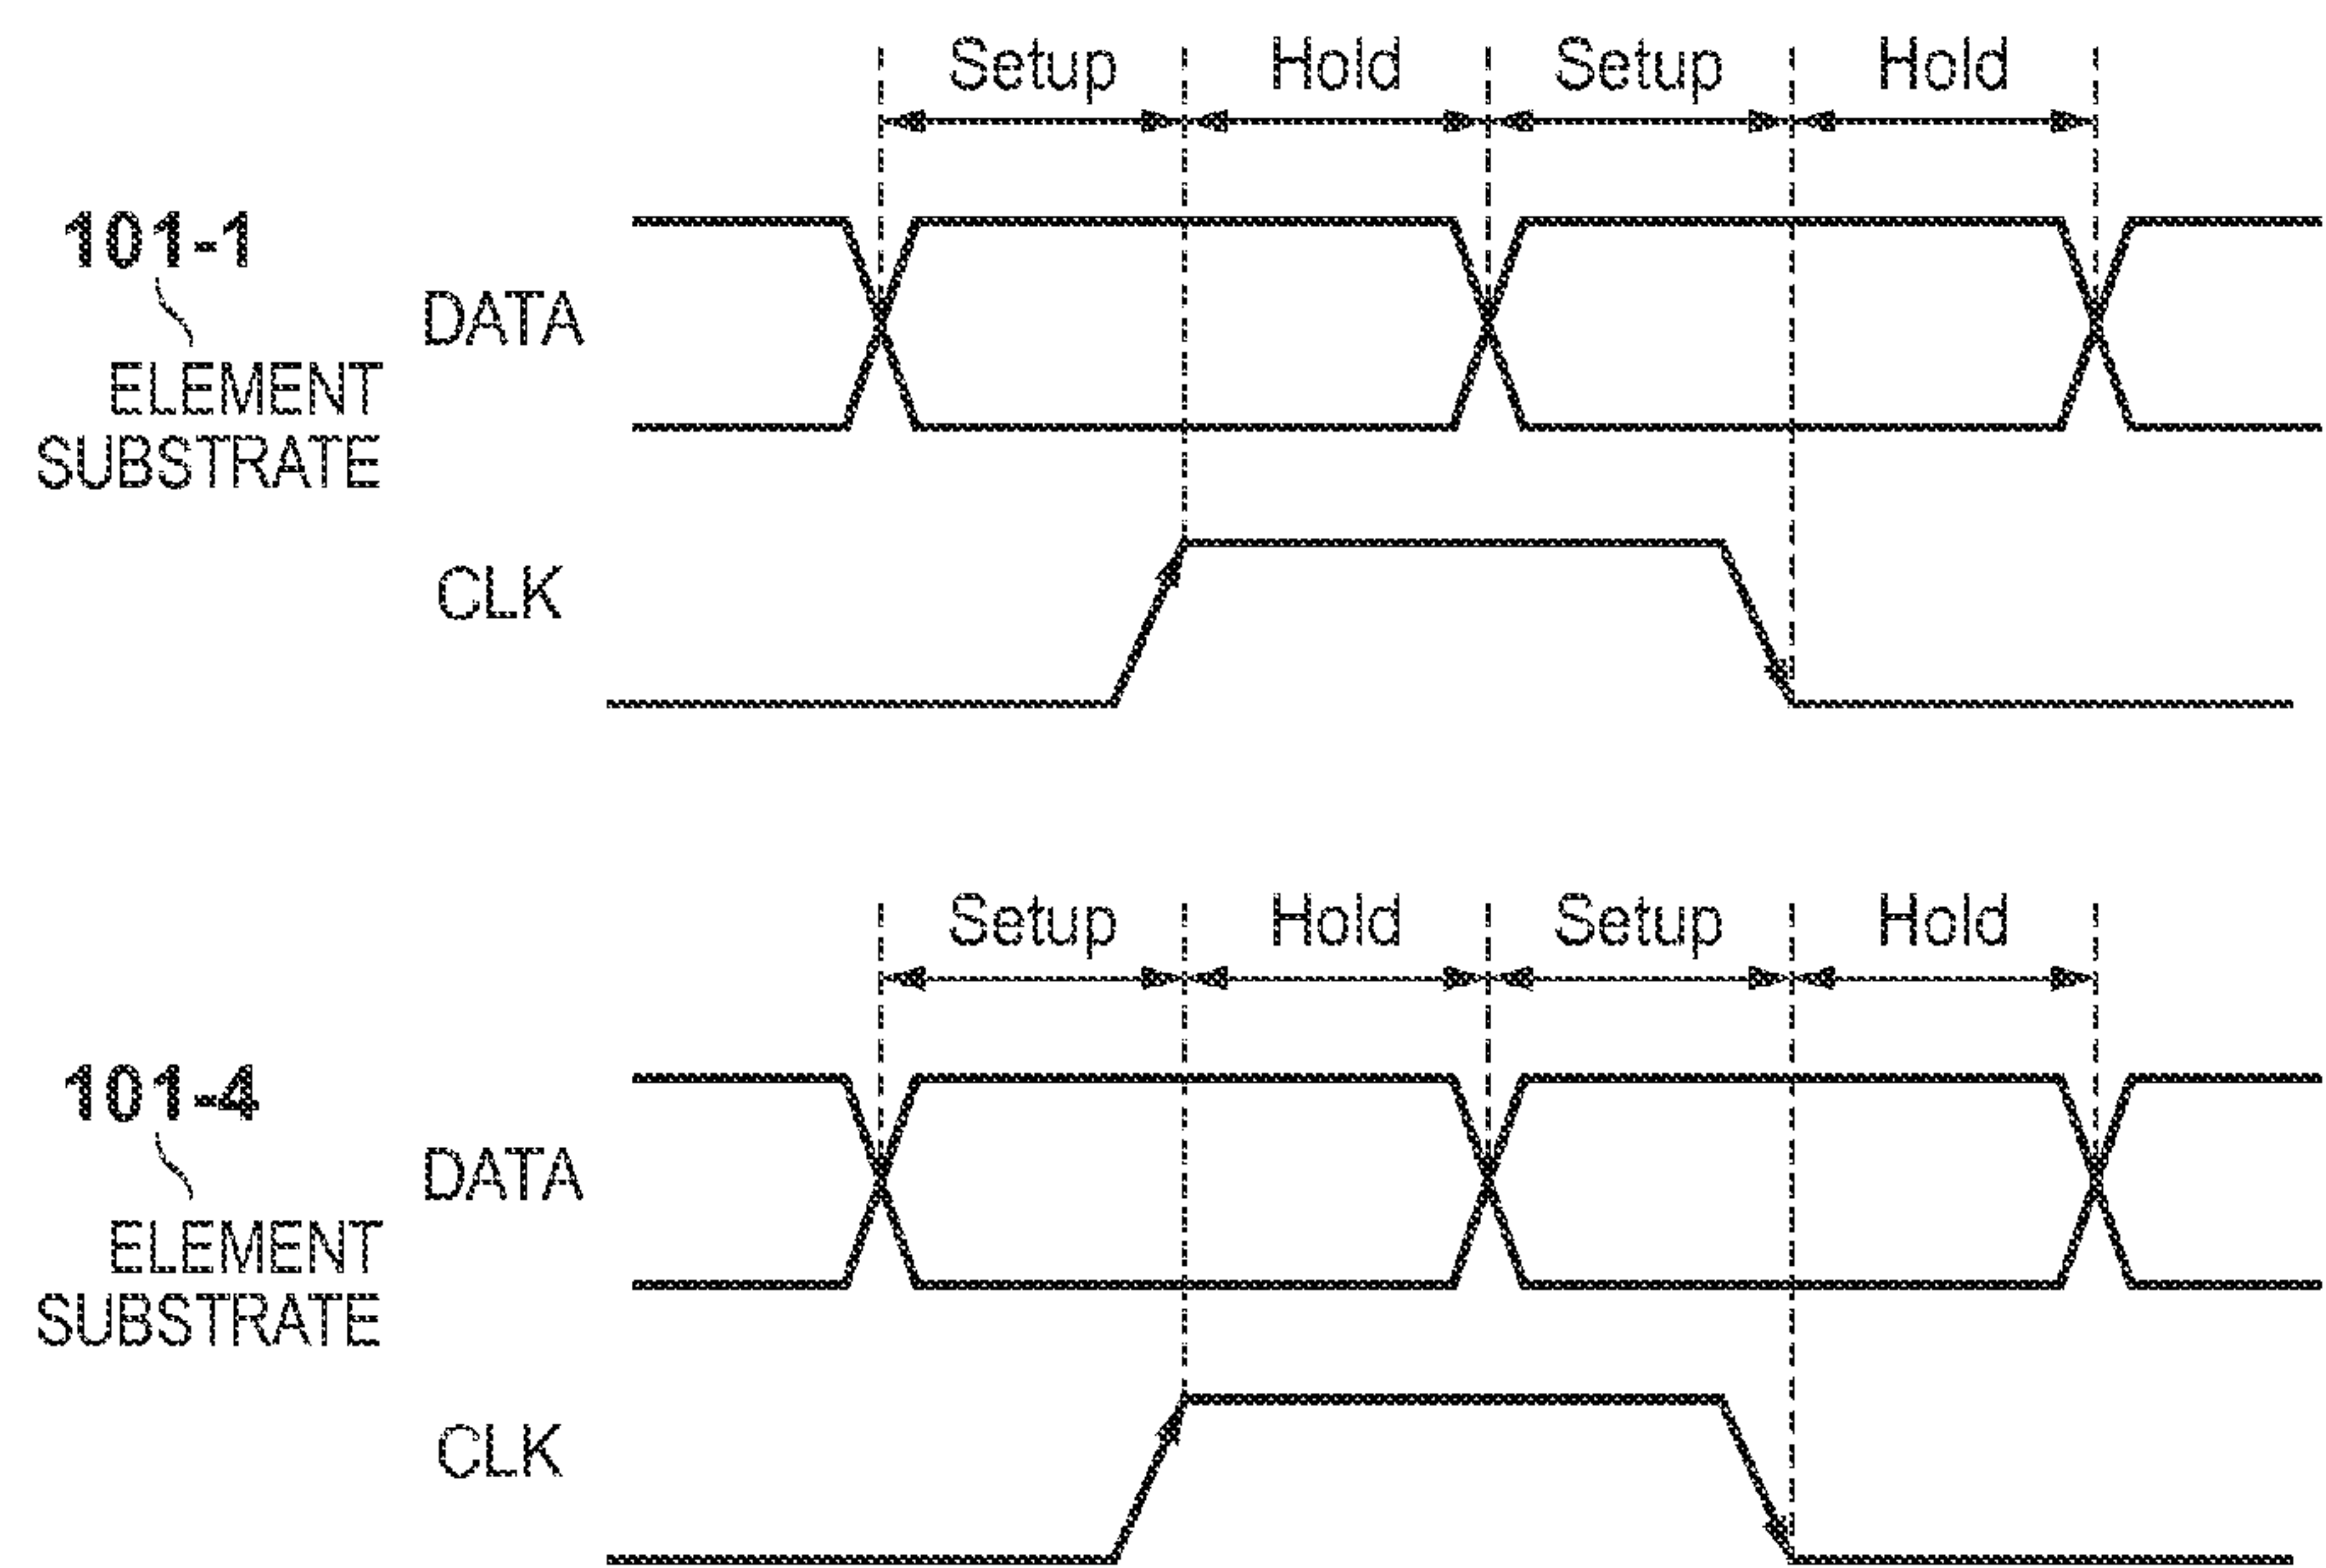 Setup Hold Setup Hold
101-1
DATA
ELEMENT
SUBSTRATE
CLK
Setup Hold Setup Hold
101-4
DATA
ELEMENT
SUBSTRATE
CLK